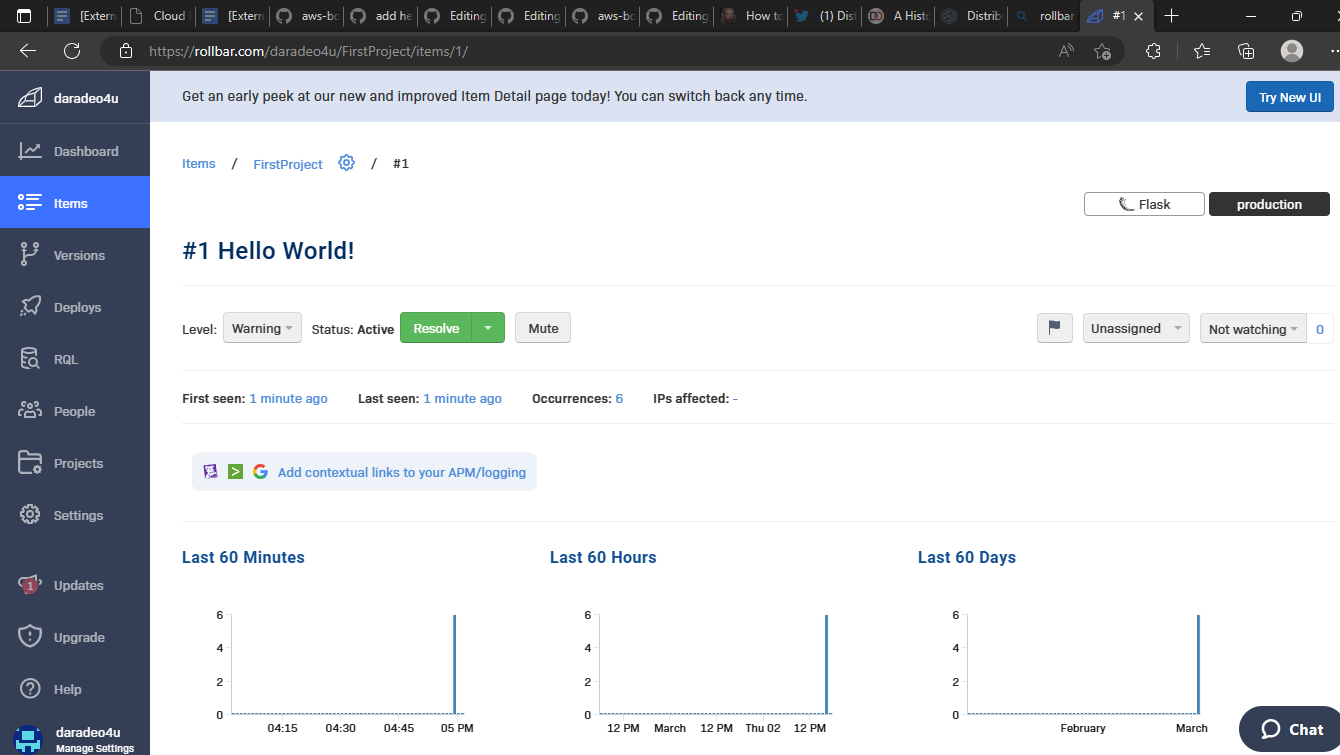 [Extern
Cloud
[Extern
aws-bo
add he
Editing
Editing
aws-bo
Editing
How to
(1) Dist
A Histo
Distrib
rollbar
#1
https://rollbar.com/daradeo4u/FirstProject/items/1/
daradeo4u
Get an early peek at our new and improved Item Detail page today! You can switch back any time.
Try New UI
Dashboard
Items
Versions
Deploys
RQL
People
Projects
Settings
1
Updates
Upgrade
Help
daradeo4u
Manage Settings
Items / FirstProject / #1
Flask
production
#1 Hello World!
Level: Warning Status: Active Resolve Mute
Unassigned
Not watching 0
First seen: 1 minute ago Last seen: 1 minute ago Occurrences: 6 IPs affected: -
Add contextual links to your APM/logging
Last 60 Minutes
6
4
2
0
04:15 04:30 04:45 05 PM
Last 60 Hours
6
4
2
0
12 PM March 12 PM Thu 02 12 PM
Last 60 Days
6
4
2
0
February March
Chat